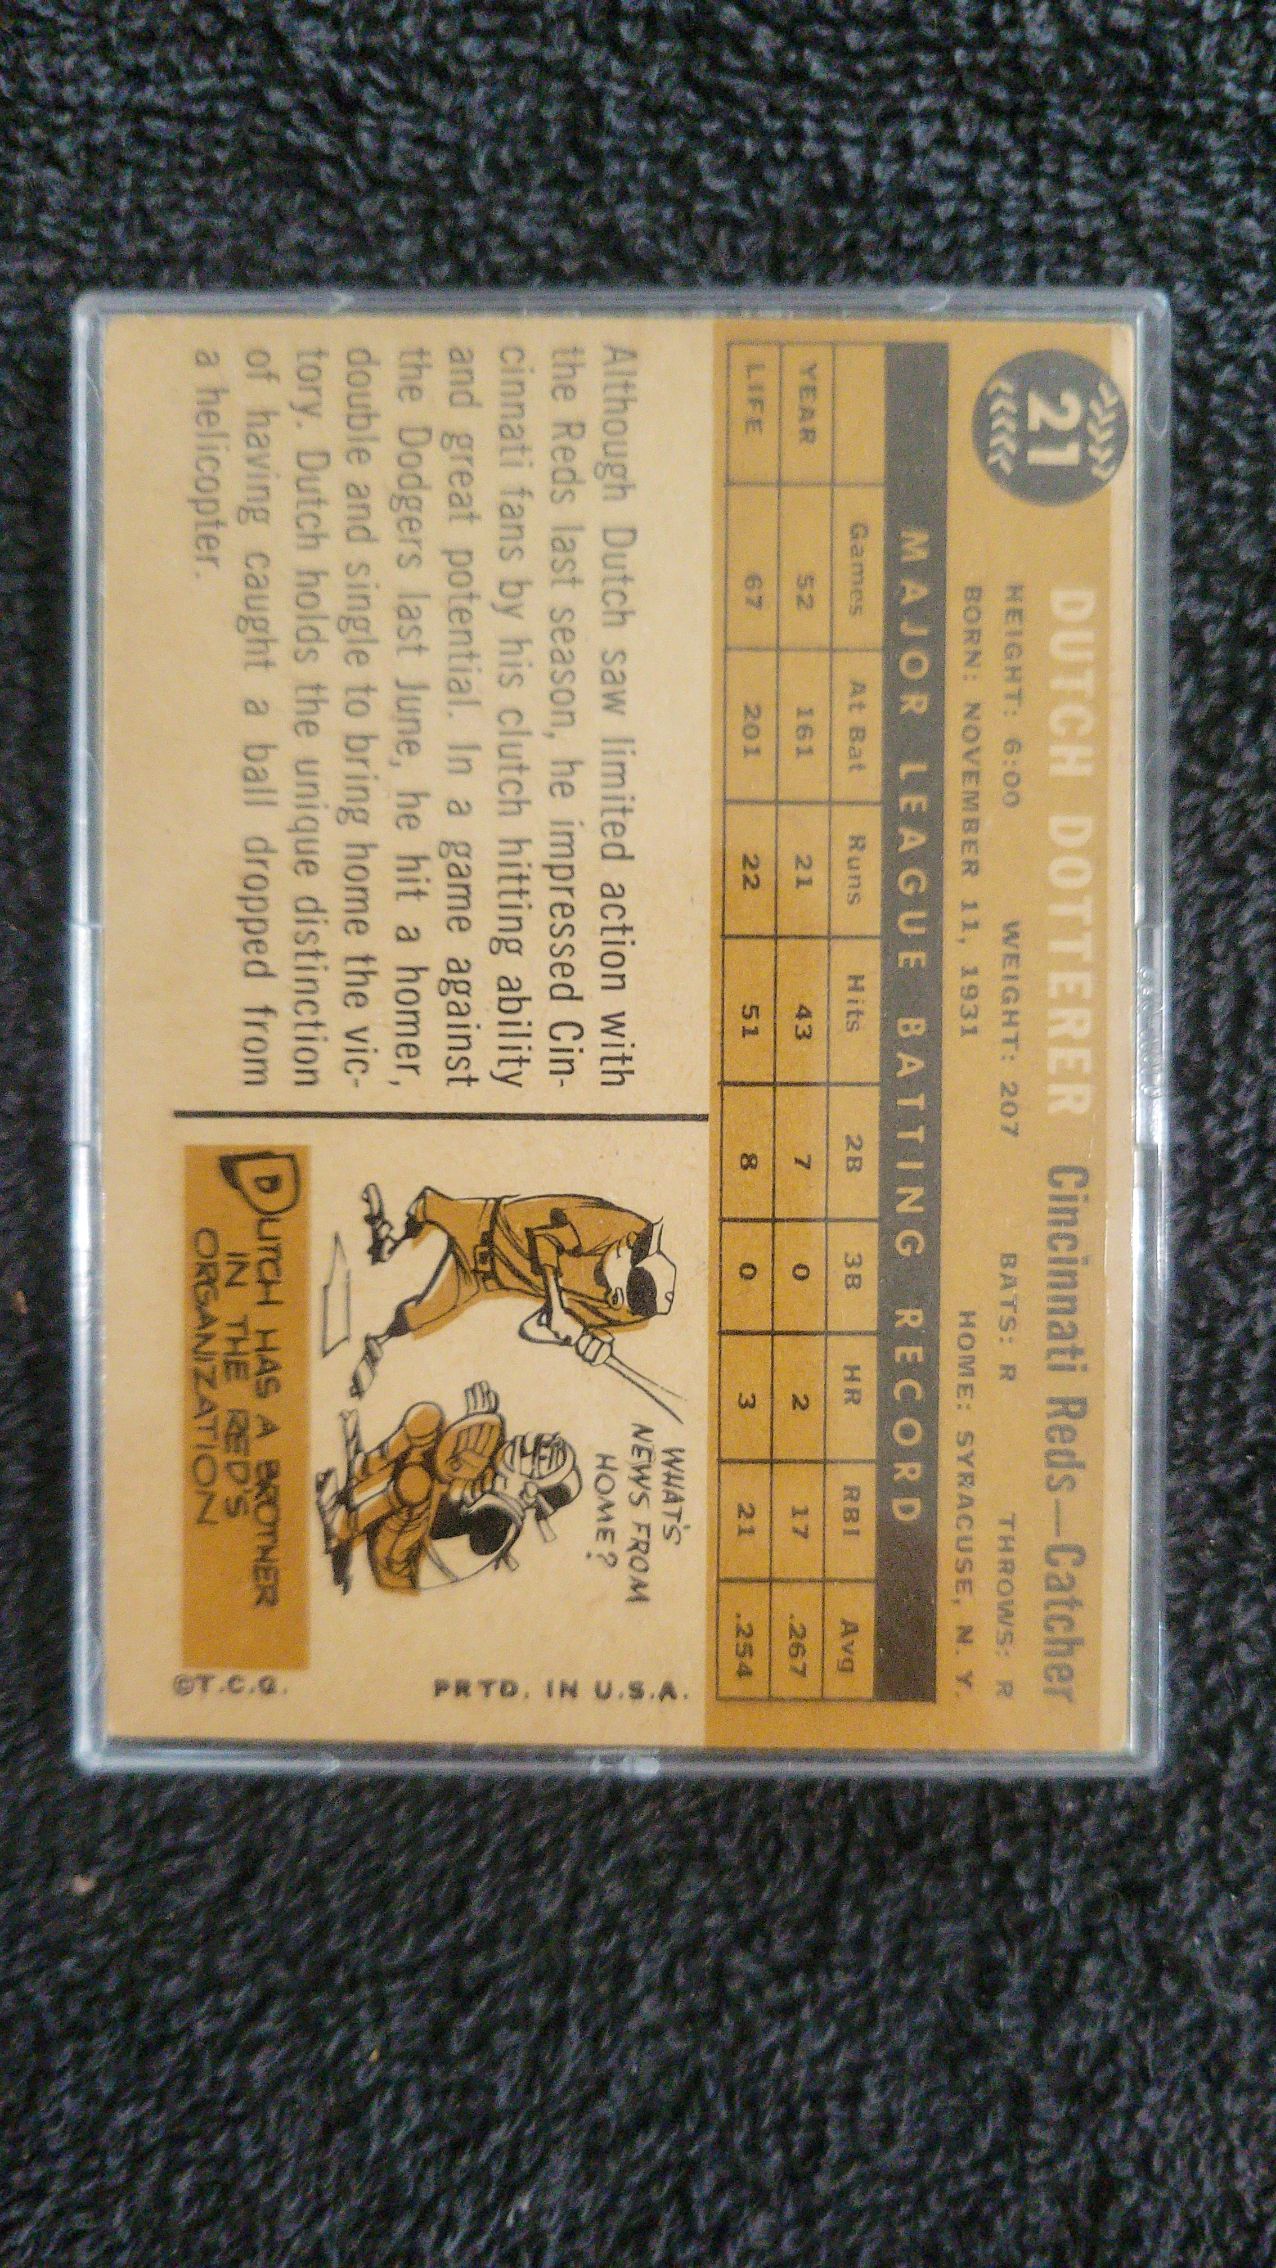 21
DUTCH DOTTERER Cincinnati Reds—Catcher
HEIGHT: 6:00 WEIGHT: 207 BATS: R THROWS: R
BORN: NOVEMBER 11, 1931 HOME: SYRACUSE, N. Y.
MAJOR LEAGUE BATTING RECORD
Games At Bat Runs Hits 2B 3B HR RBI Avg
YEAR 52 161 21 43 7 0 2 17 .267
LIFE 67 201 22 51 8 0 3 21 .254
Although Dutch saw limited action with
the Reds last season, he impressed Cin-
cinnati fans by his clutch hitting ability
and great potential. In a game against
the Dodgers last June, he hit a homer,
double and single to bring home the vic-
tory. Dutch holds the unique distinction
of having caught a ball dropped from
a helicopter.
WHAT'S
NEWS FROM
HOME?
DUTCH HAS A BROTHER
IN THE RED'S
ORGANIZATION
PRTD. IN U.S.A.
©T.C.G.